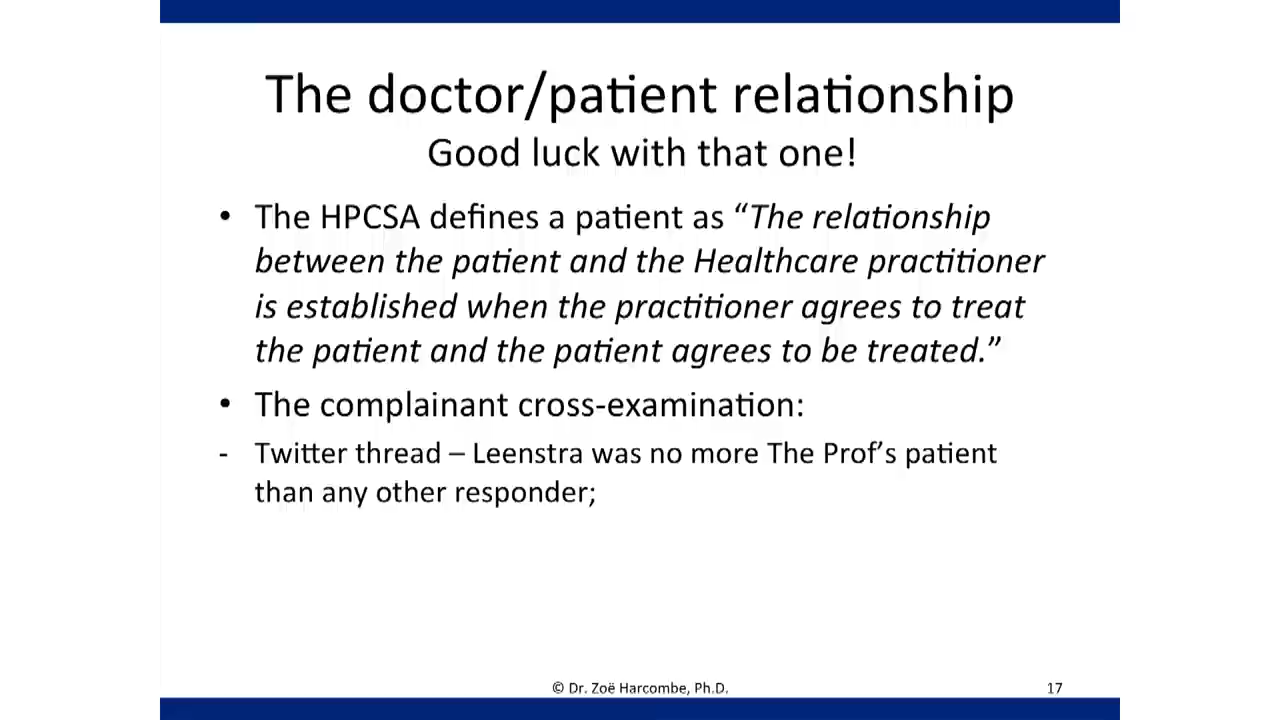 The doctor/patient relationship
Good luck with that one!
• The HPCSA defines a patient as “The relationship
between the patient and the Healthcare practitioner
is established when the practitioner agrees to treat
the patient and the patient agrees to be treated.”
• The complainant cross-examination:
- Twitter thread – Leenstra was no more The Prof’s patient
than any other responder;
© Dr. Zoë Harcombe, Ph.D.
17